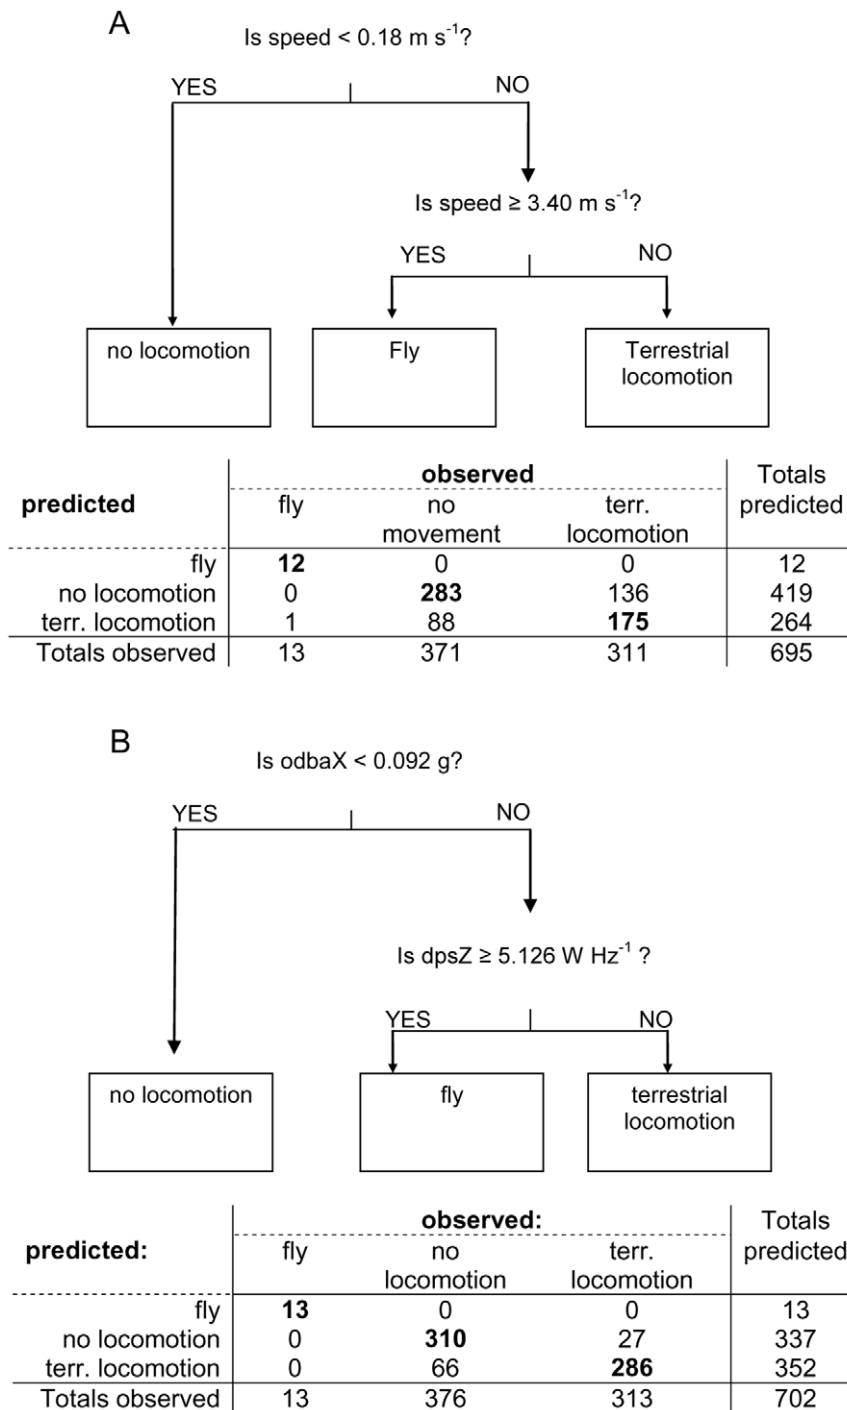 A
Is speed < 0.18 m s⁻¹?
YES NO
Is speed ≥ 3.40 m s⁻¹?
YES NO
no locomotion Fly Terrestrial
locomotion
observed Totals
predicted fly no terr. predicted
movement locomotion
fly 12 0 0 12
no locomotion 0 283 136 419
terr. locomotion 1 88 175 264
Totals observed 13 371 311 695
B
Is odbaX < 0.092 g?
YES NO
Is dpsZ ≥ 5.126 W Hz⁻¹ ?
YES NO
no locomotion fly terrestrial
locomotion
observed: Totals
predicted: fly no terr. predicted
locomotion locomotion
fly 13 0 0 13
no locomotion 0 310 27 337
terr. locomotion 0 66 286 352
Totals observed 13 376 313 702